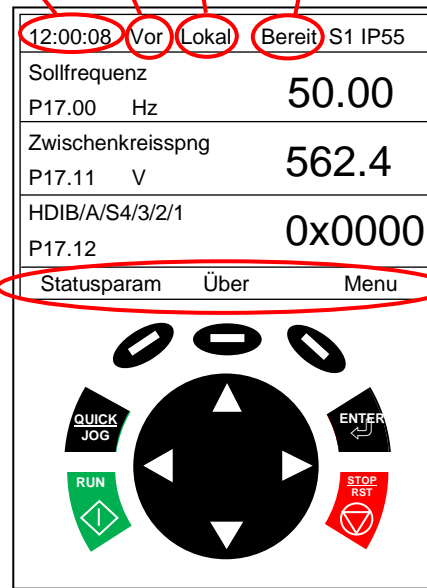 12:00:08 Vor Lokal Bereit S1 IP55
Sollfrequenz
P17.00 Hz
50.00
Zwischenkreisspng
P17.11 V
562.4
HDIB/A/S4/3/2/1
P17.12
0x0000
Statusparam Über Menu
QUICK
JOG
ENTER
RUN
STOP
RST